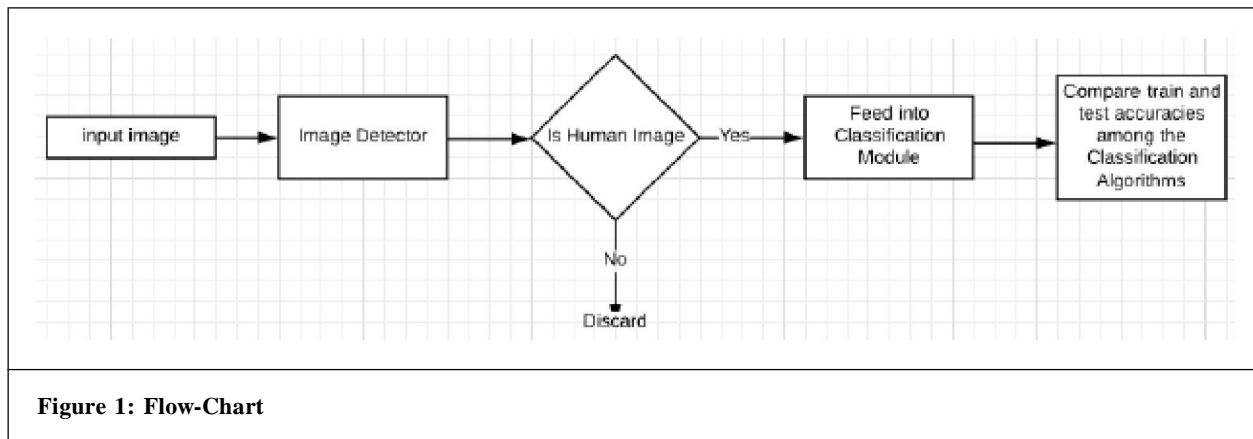 input image
Image Detector
Is Human Image
Yes
Feed into
Classification
Module
Compare train and
test accuracies
among the
Classification
Algorithms
No
Discard
Figure 1: Flow-Chart